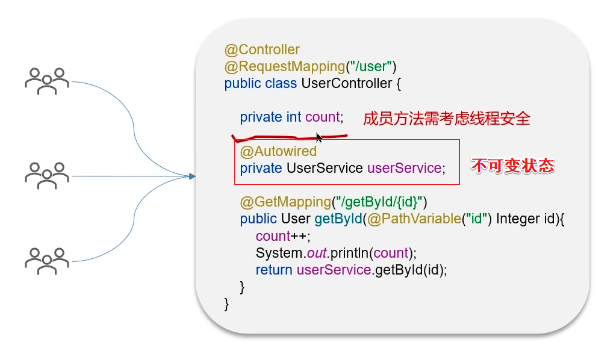 @Controller
@RequestMapping("/user")
public class UserController {
private int count; 成员方法需考虑线程安全
@Autowired
private UserService userService; 不可变状态
@GetMapping("/getById/{id}")
public User getById(@PathVariable("id") Integer id){
count++;
System.out.println(count);
return userService.getById(id);
}
}